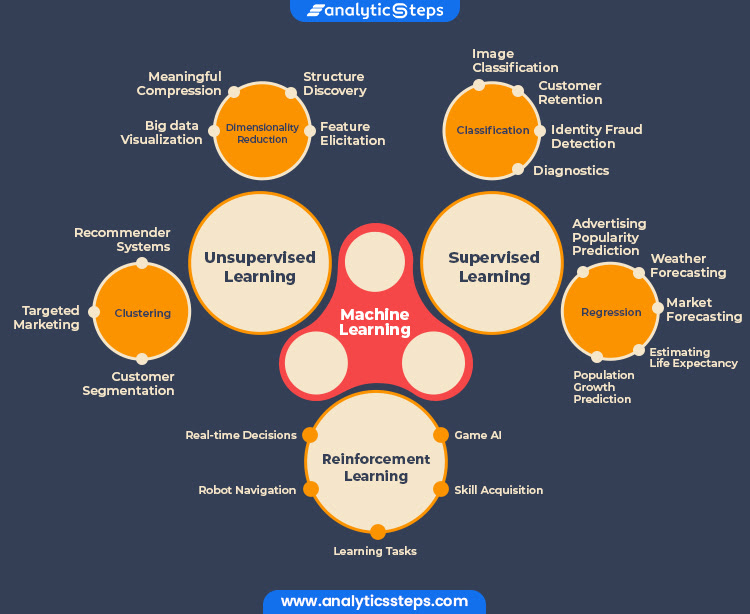 analyticSteps
Meaningful
Compression
Structure
Discovery
Big data
Visualization
Dimensionality
Reduction
Feature
Elicitation
Image
Classification
Customer
Retention
Classification
Identity Fraud
Detection
Diagnostics
Unsupervised
Learning
Supervised
Learning
Recommender
Systems
Targeted
Marketing
Clustering
Customer
Segmentation
Machine
Learning
Advertising
Popularity
Prediction
Weather
Forecasting
Regression
Market
Forecasting
Estimating
Life Expectancy
Population
Growth
Prediction
Reinforcement
Learning
Real-time Decisions
Game AI
Robot Navigation
Skill Acquisition
Learning Tasks
www.analyticssteps.com